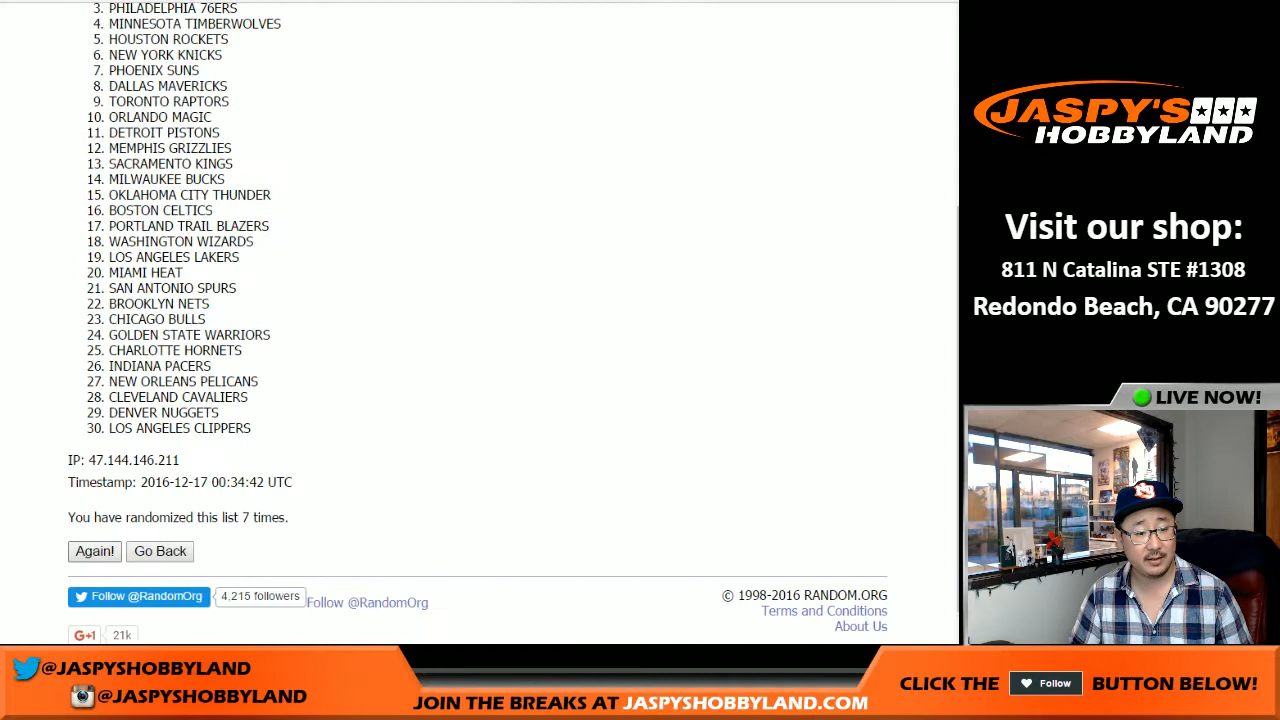 3. PHILADELPHIA 76ERS
4. MINNESOTA TIMBERWOLVES
5. HOUSTON ROCKETS
6. NEW YORK KNICKS
7. PHOENIX SUNS
8. DALLAS MAVERICKS
9. TORONTO RAPTORS
10. ORLANDO MAGIC
11. DETROIT PISTONS
12. MEMPHIS GRIZZLIES
13. SACRAMENTO KINGS
14. MILWAUKEE BUCKS
15. OKLAHOMA CITY THUNDER
16. BOSTON CELTICS
17. PORTLAND TRAIL BLAZERS
18. WASHINGTON WIZARDS
19. LOS ANGELES LAKERS
20. MIAMI HEAT
21. SAN ANTONIO SPURS
22. BROOKLYN NETS
23. CHICAGO BULLS
24. GOLDEN STATE WARRIORS
25. CHARLOTTE HORNETS
26. INDIANA PACERS
27. NEW ORLEANS PELICANS
28. CLEVELAND CAVALIERS
29. DENVER NUGGETS
30. LOS ANGELES CLIPPERS
IP: 47.144.146.211
Timestamp: 2016-12-17 00:34:42 UTC
You have randomized this list 7 times.
Again! Go Back
Follow @RandomOrg 4,215 followers Follow @RandomOrg
G+1 21k
© 1998-2016 RANDOM.ORG
Terms and Conditions
About Us
JASPY'S
HOBBYLAND
Visit our shop:
811 N Catalina STE #1308
Redondo Beach, CA 90277
LIVE NOW!
@JASPYSHOBBYLAND
@JASPYSHOBBYLAND
JOIN THE BREAKS AT JASPYSHOBBYLAND.COM
CLICK THE Follow BUTTON BELOW!